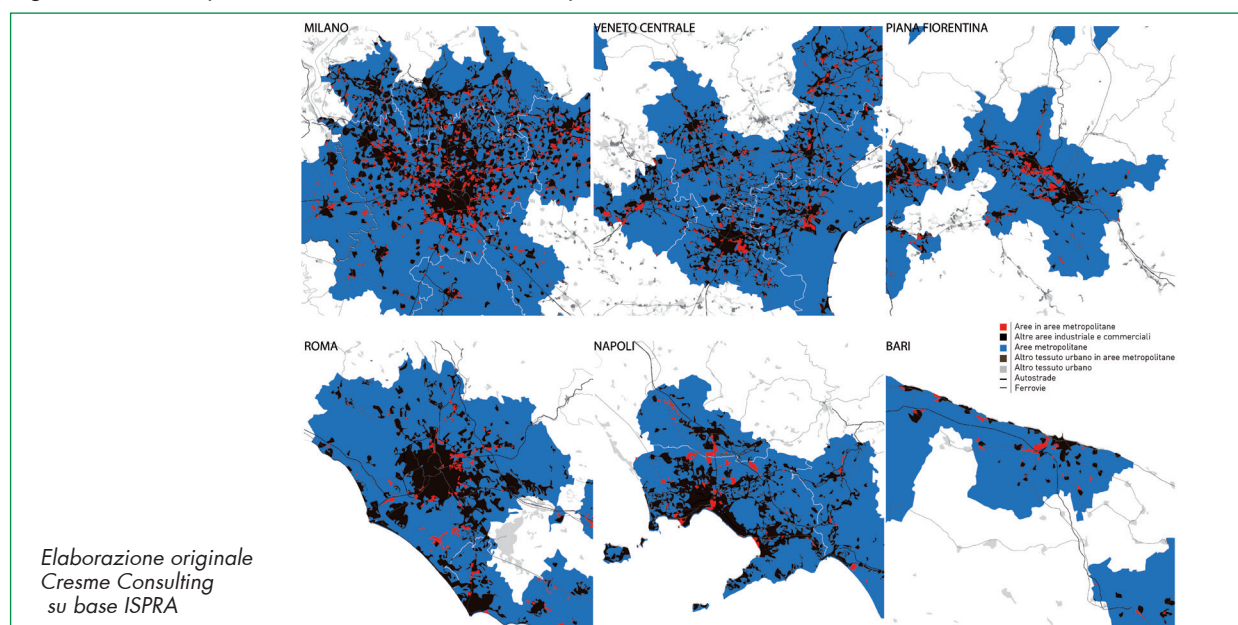 MILANO
VENETO CENTRALE
PIANA FIORENTINA
ROMA
NAPOLI
BARI
Aree in aree metropolitane
Altre aree industriale e commerciali
Aree metropolitane
Altro tessuto urbano in aree metropolitane
Altro tessuto urbano
Autostrade
Ferrovie
Elaborazione originale
Cresme Consulting
su base ISPRA